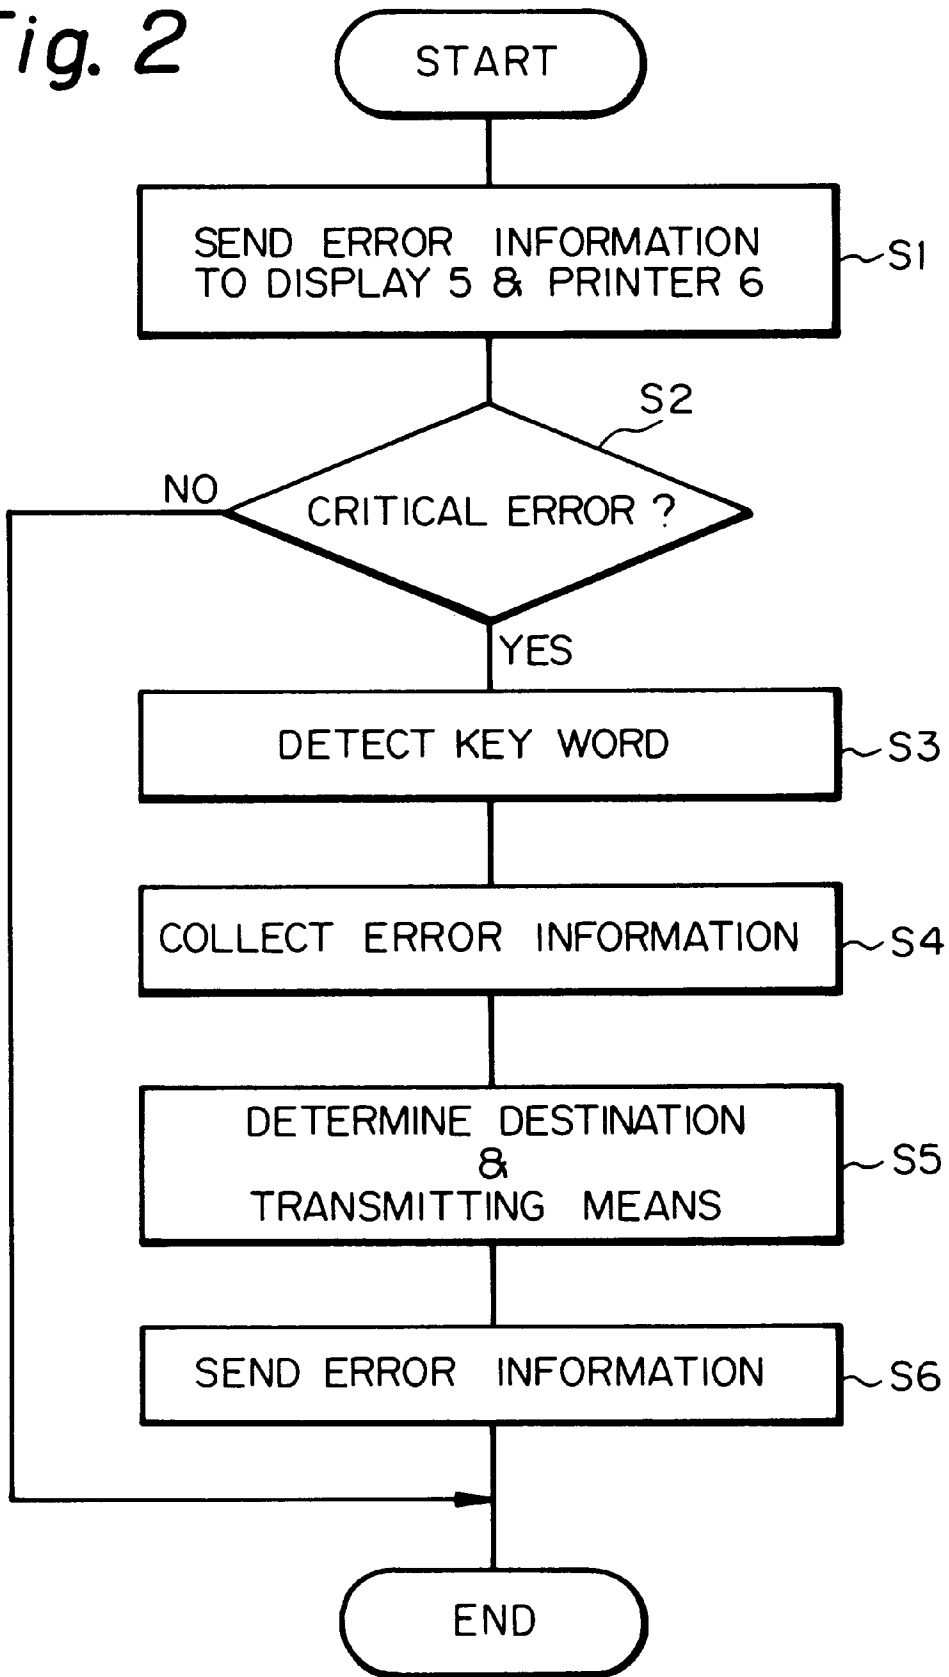 Fig. 2
START
SEND ERROR INFORMATION
TO DISPLAY 5 & PRINTER 6
S1
S2
NO
CRITICAL ERROR ?
YES
DETECT KEY WORD
S3
COLLECT ERROR INFORMATION
S4
DETERMINE DESTINATION
&
TRANSMITTING MEANS
S5
SEND ERROR INFORMATION
S6
END